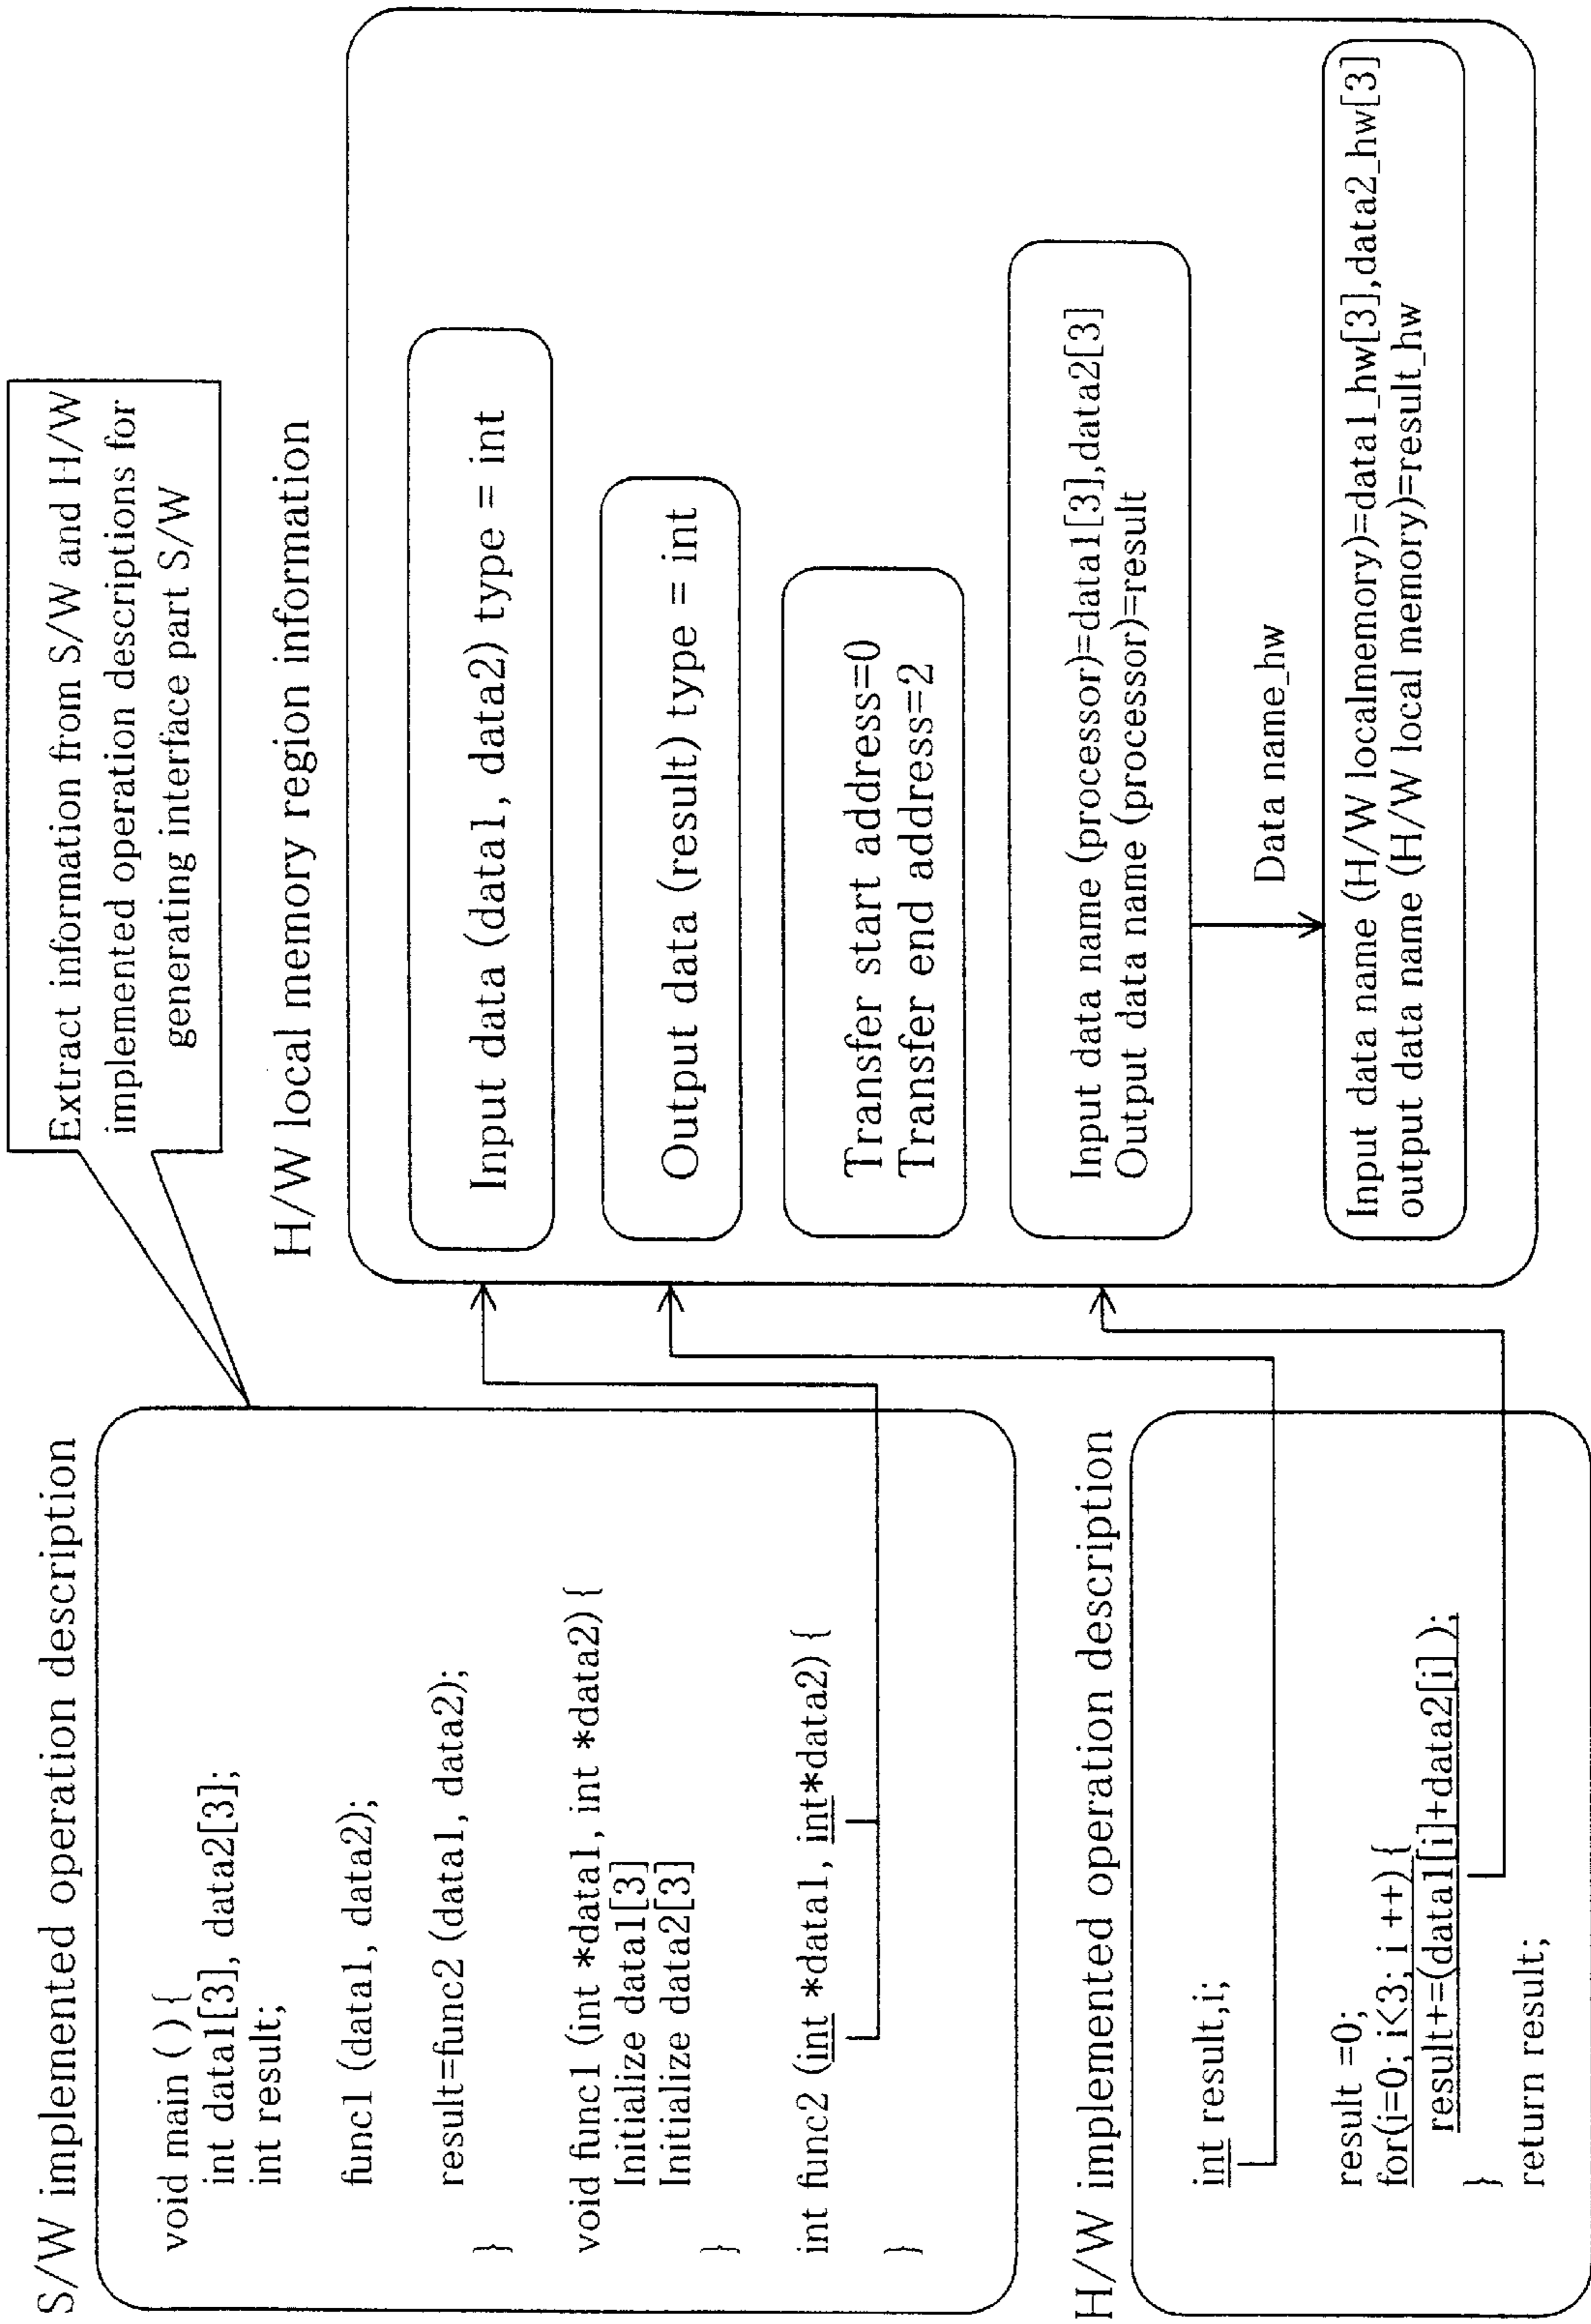 Extract information from S/W and H/W
implemented operation descriptions for
generating interface part S/W
S/W implemented operation description
void main ( ) {
int data1[3], data2[3];
int result;
func1 (data1, data2);
result=func2 (data1, data2);
}
void func1 (int *data1, int *data2) {
Initialize data1[3]
Initialize data2[3]
}
int func2 (int *data1, int*data2) {
}
H/W implemented operation description
int result,i;
result =0;
for(i=0; i<3; i ++) {
result+=(data1[i]+data2[i] );
}
return result;
H/W local memory region information
Input data (data1, data2) type = int
Output data (result) type = int
Transfer start address=0
Transfer end address=2
Input data name (processor)=data1[3],data2[3]
Output data name (processor)=result
Data name_hw
Input data name (H/W localmemory)=data1_hw[3],data2_hw[3]
output data name (H/W local memory)=result_hw